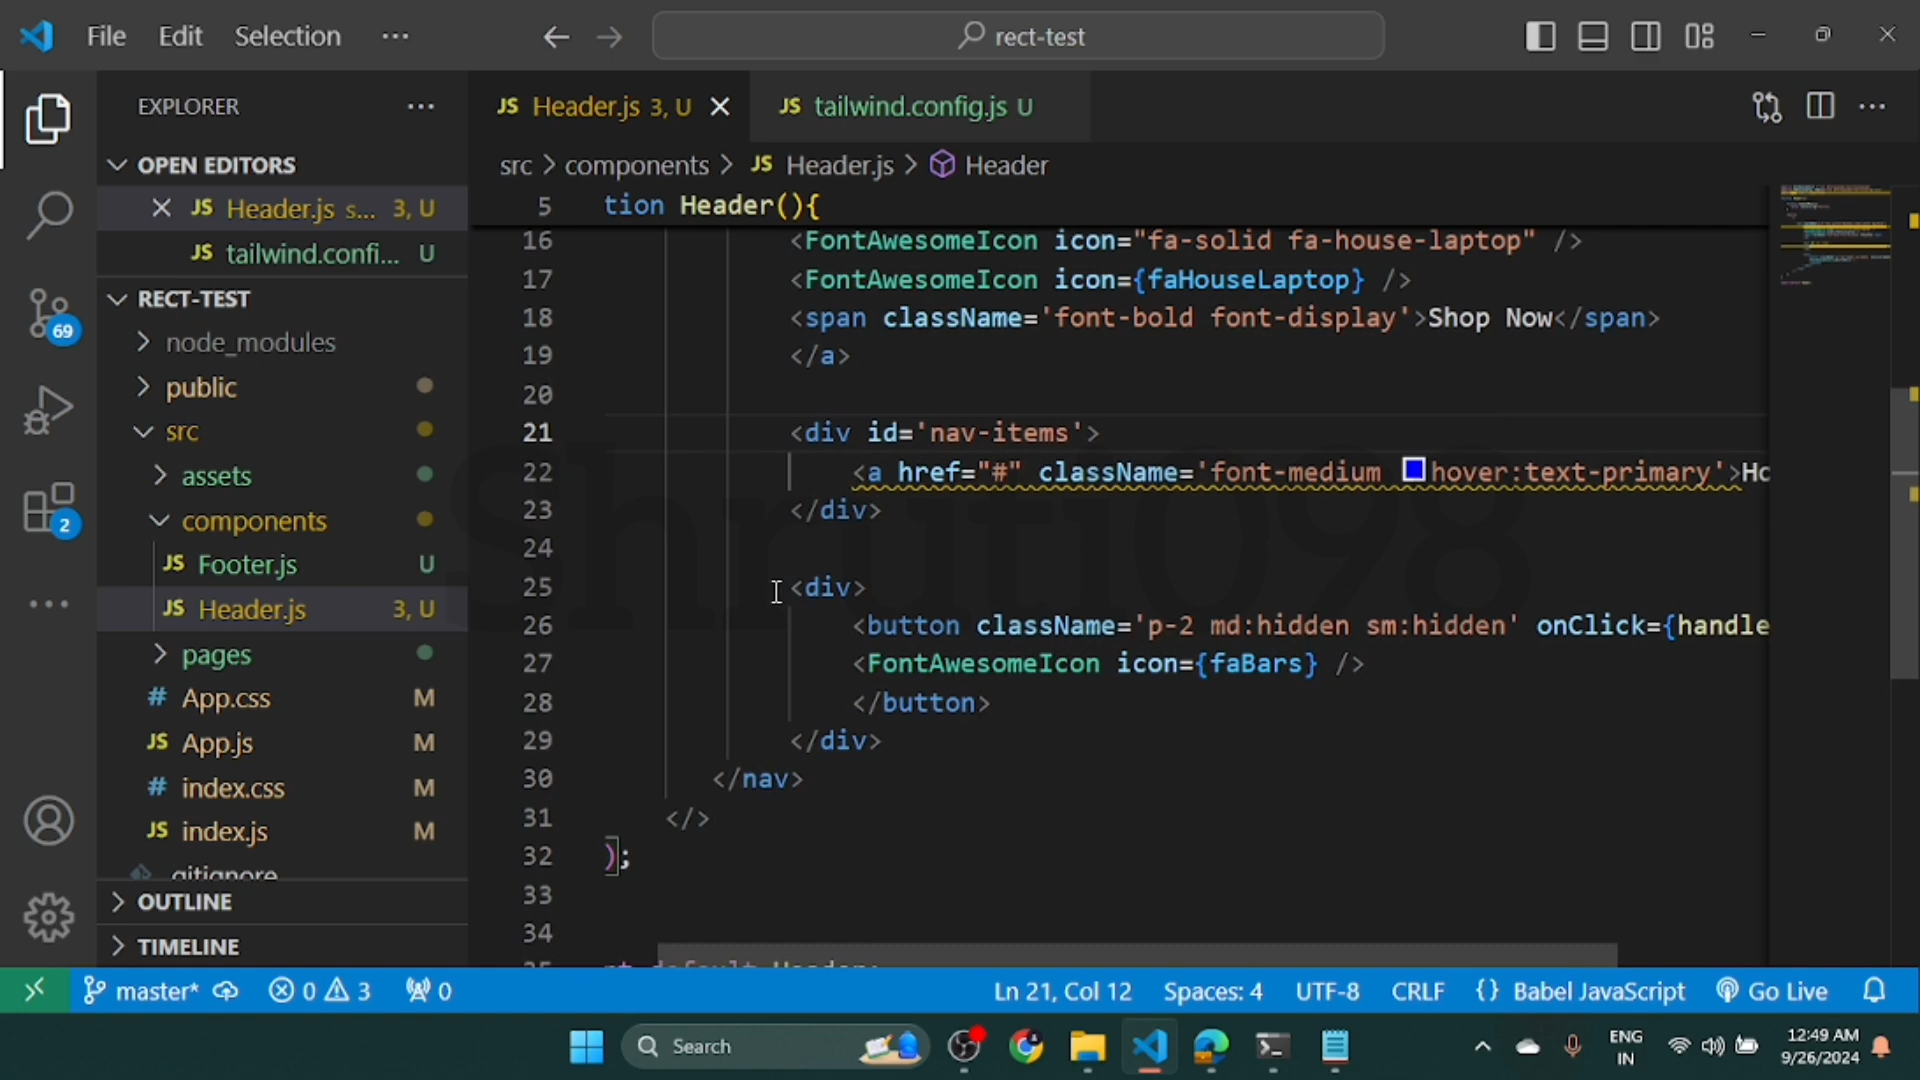 File Edit Selection ··· rect-test
EXPLORER ···
OPEN EDITORS
JS Header.js s... 3, U
JS tailwind.confi... U
RECT-TEST
node_modules
public
src
assets
components
JS Footer.js U
JS Header.js 3, U
pages
# App.css M
JS App.js M
# index.css M
JS index.js M
.gitignore
OUTLINE
TIMELINE
69
2
JS Header.js 3, U JS tailwind.config.js U
src > components > JS Header.js > Header
5 tion Header(){
16 <FontAwesomeIcon icon="fa-solid fa-house-laptop" />
17 <FontAwesomeIcon icon={faHouseLaptop} />
18 <span className='font-bold font-display'>Shop Now</span>
19 </a>
20
21 <div id='nav-items'>
22 <a href="#" className='font-medium hover:text-primary'>Ho
23 </div>
24
25 <div>
26 <button className='p-2 md:hidden sm:hidden' onClick={handle
27 <FontAwesomeIcon icon={faBars} />
28 </button>
29 </div>
30 </nav>
31 </>
32 );
33
34
35 rt default Header;
Shruti098
master* 0 3 0 Ln 21, Col 12 Spaces: 4 UTF-8 CRLF {} Babel JavaScript Go Live
Search ENG
IN 12:49 AM
9/26/2024